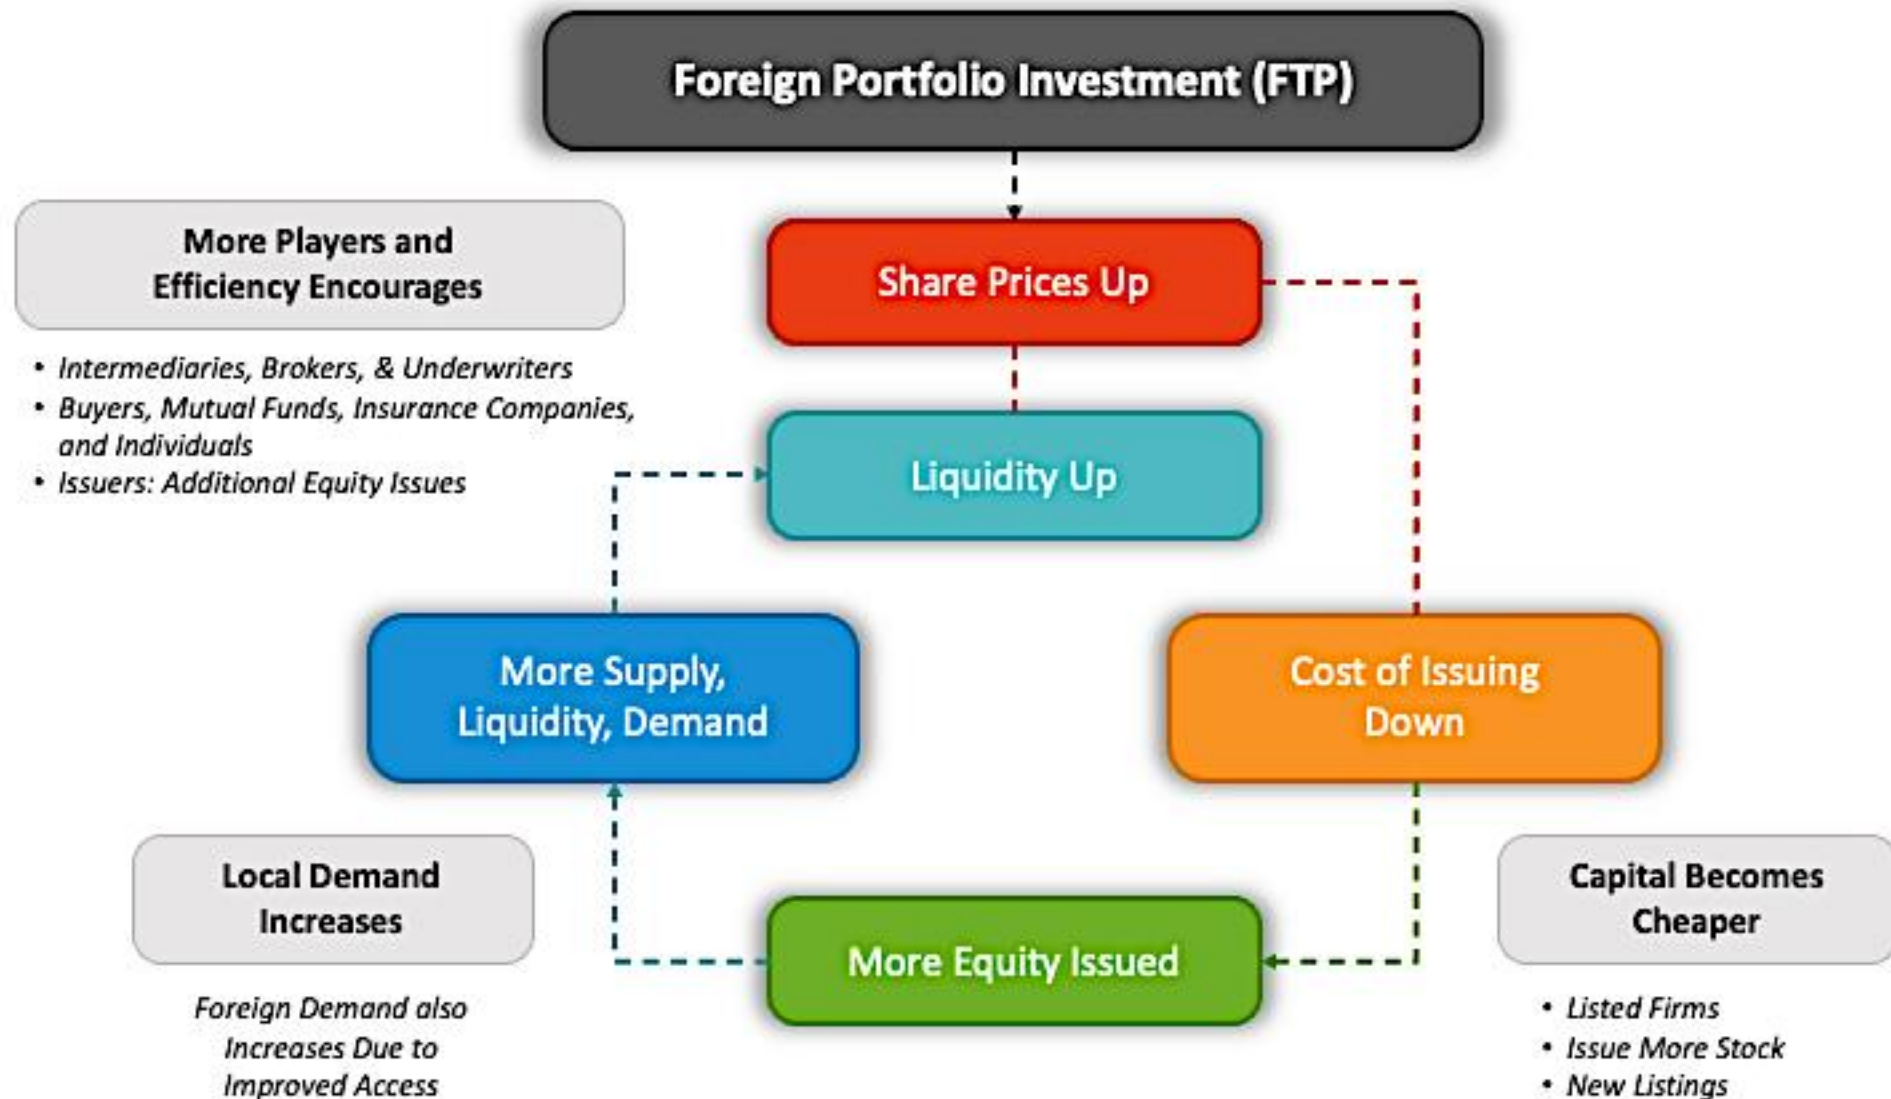 Foreign Portfolio Investment (FTP)
More Players and
Efficiency Encourages
• Intermediaries, Brokers, & Underwriters
• Buyers, Mutual Funds, Insurance Companies,
and Individuals
• Issuers: Additional Equity Issues
Share Prices Up
Liquidity Up
More Supply,
Liquidity, Demand
Cost of Issuing
Down
Local Demand
Increases
Foreign Demand also
Increases Due to
Improved Access
More Equity Issued
Capital Becomes
Cheaper
• Listed Firms
• Issue More Stock
• New Listings